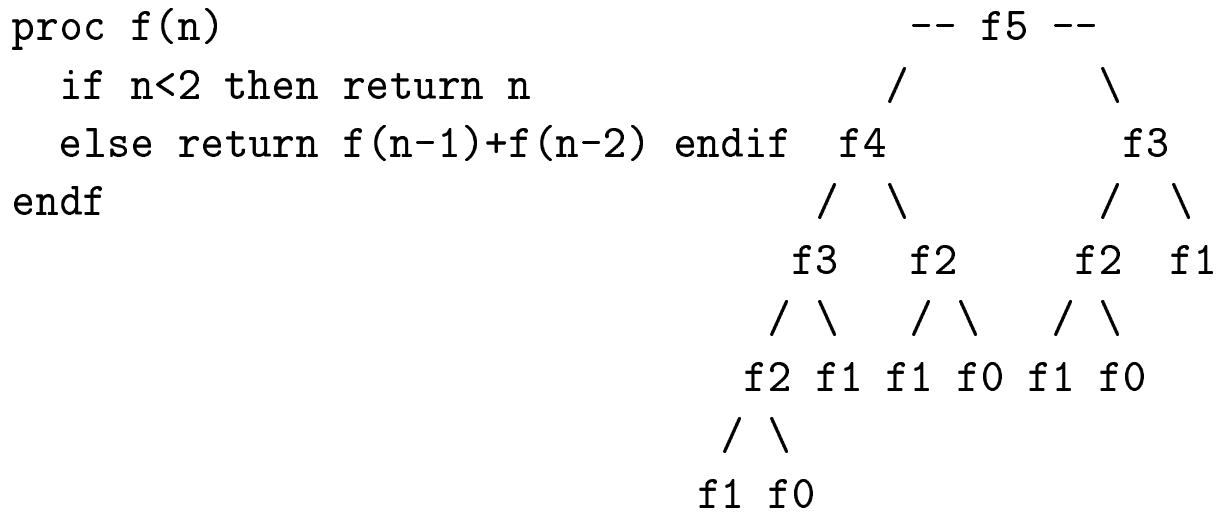 proc f(n)                             -- f5 --
  if n<2 then return n               /        \
  else return f(n-1)+f(n-2) endif  f4          f3
endf                              /  \        /  \
                                 f3   f2     f2  f1
                                / \   / \   / \
                               f2 f1 f1 f0 f1 f0
                              / \
                             f1 f0